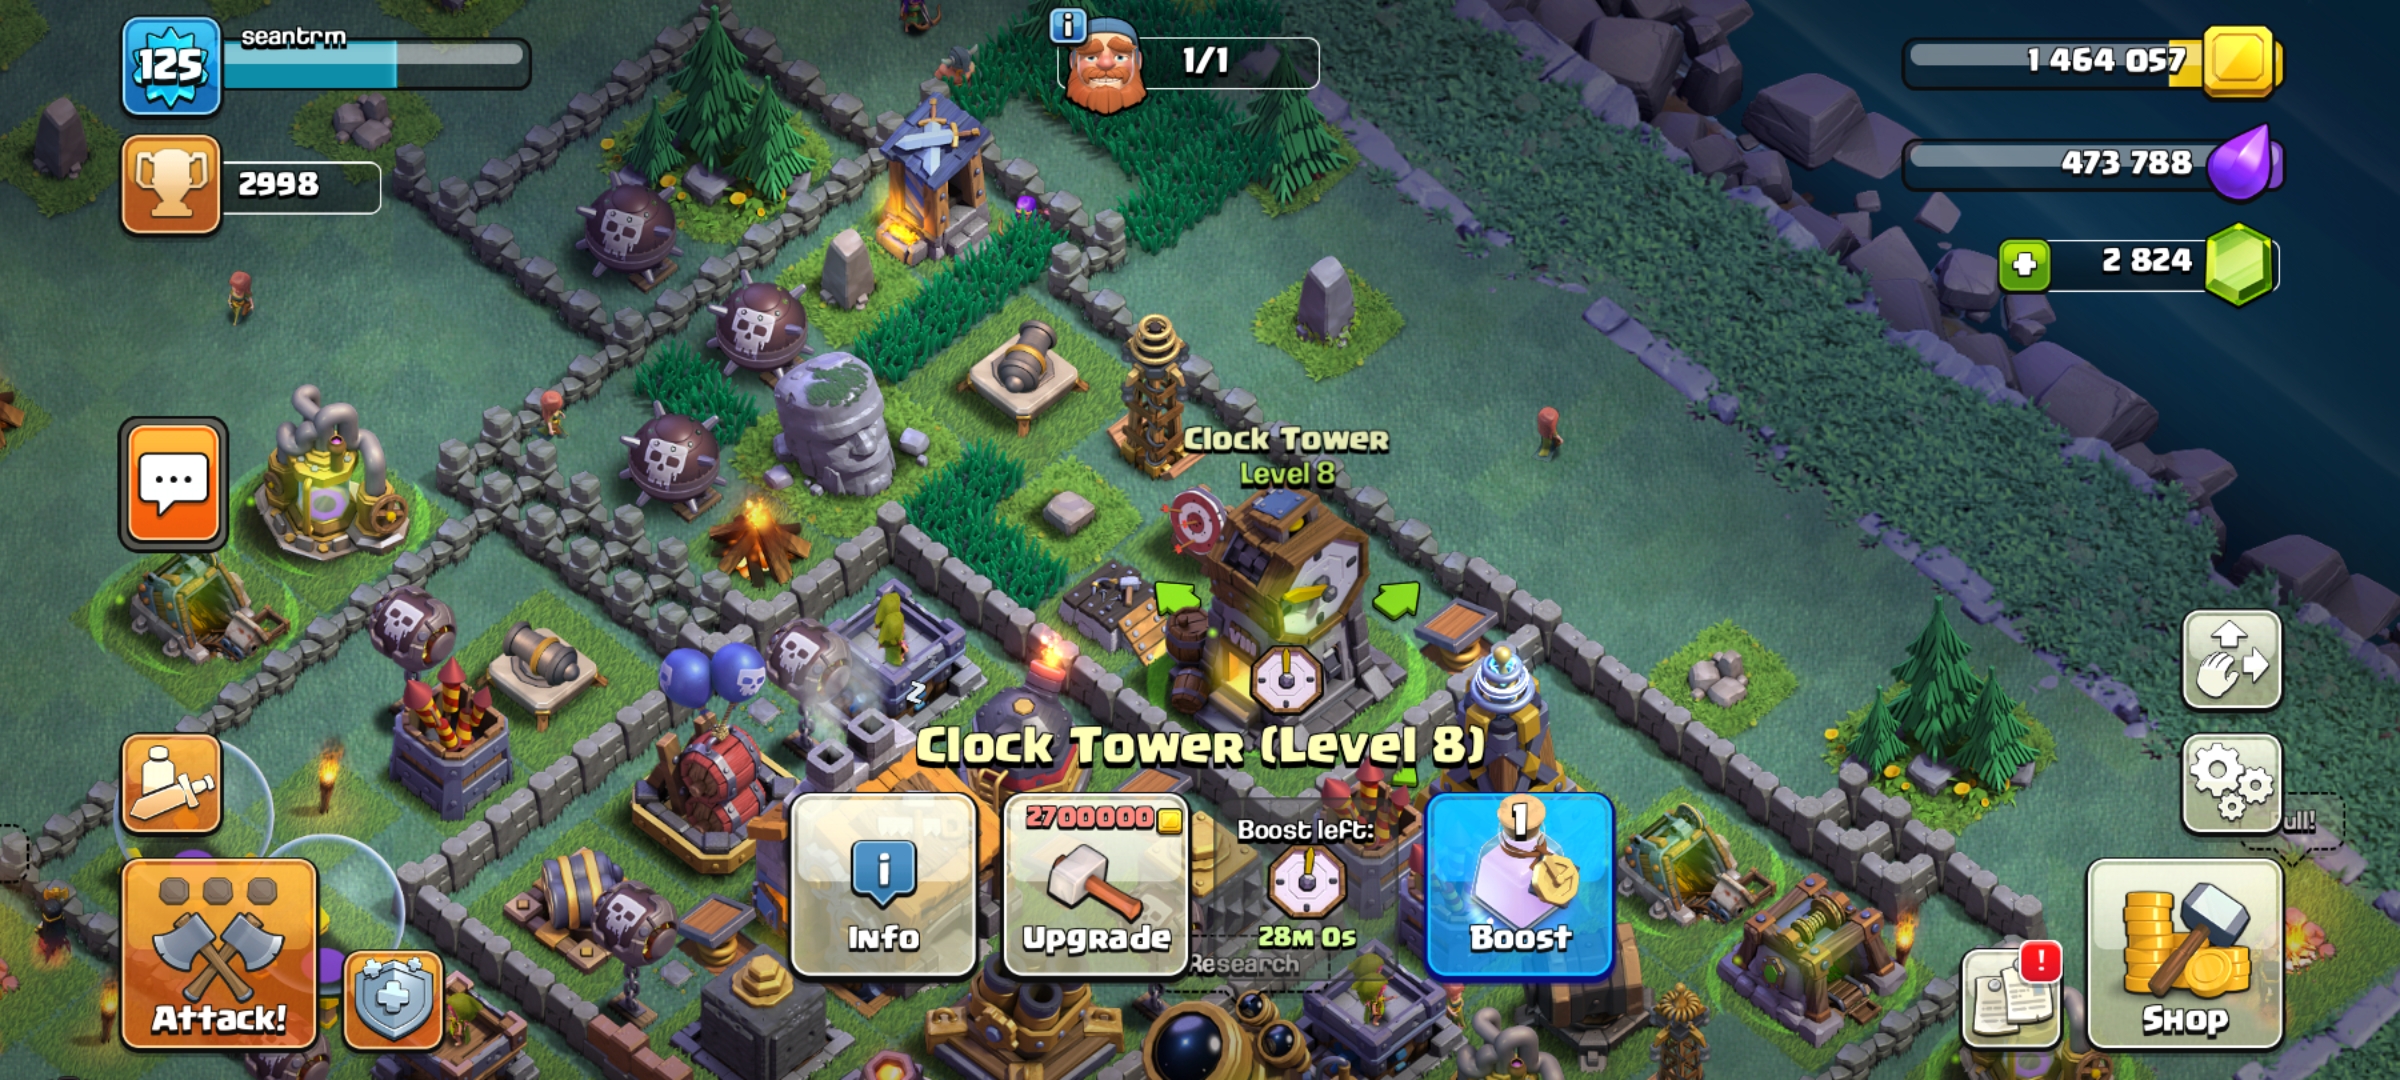 125
seantrm
1/1
1 464 057
2998
473 788
2 824
Clock Tower
Level 8
z
Clock Tower (Level 8)
2700000
Boost left:
1
ull!
Info
Upgrade
28m 0s
Boost
Research
!
Attack!
Shop